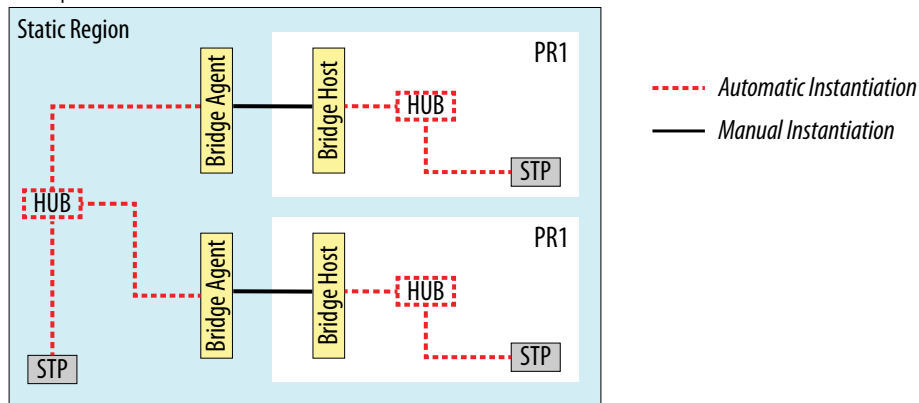 Static Region
PR1
Bridge Agent
Bridge Host
HUB
STP
HUB
PR1
Bridge Agent
Bridge Host
HUB
STP
STP
Automatic Instantiation
Manual Instantiation